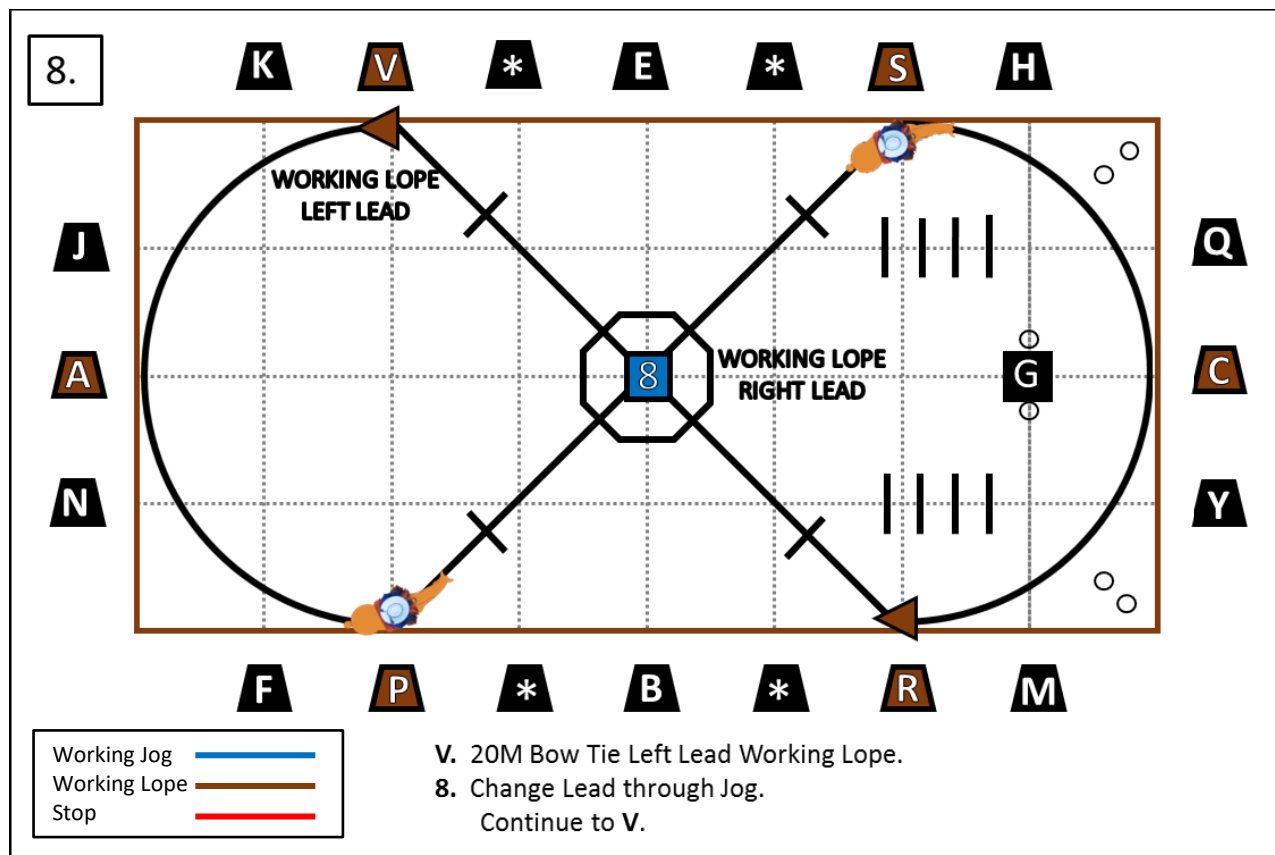 8.
K V * E * S H
WORKING LOPE
LEFT LEAD
J Q
A 8 WORKING LOPE G C
RIGHT LEAD
N Y
F P * B * R M
Working Jog
Working Lope
Stop
V. 20M Bow Tie Left Lead Working Lope.
8. Change Lead through Jog.
Continue to V.